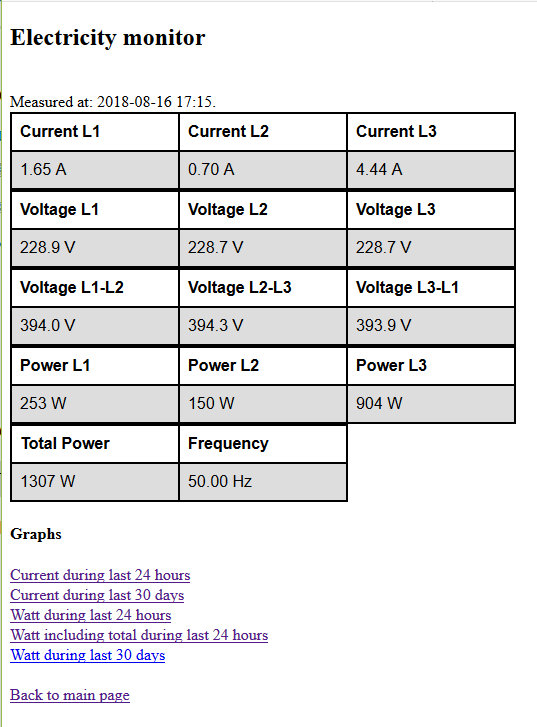 Electricity monitor
Measured at: 2018-08-16 17:15.
Current L1 Current L2 Current L3
1.65 A 0.70 A 4.44 A
Voltage L1 Voltage L2 Voltage L3
228.9 V 228.7 V 228.7 V
Voltage L1-L2 Voltage L2-L3 Voltage L3-L1
394.0 V 394.3 V 393.9 V
Power L1 Power L2 Power L3
253 W 150 W 904 W
Total Power Frequency
1307 W 50.00 Hz
Graphs
Current during last 24 hours
Current during last 30 days
Watt during last 24 hours
Watt including total during last 24 hours
Watt during last 30 days
Back to main page